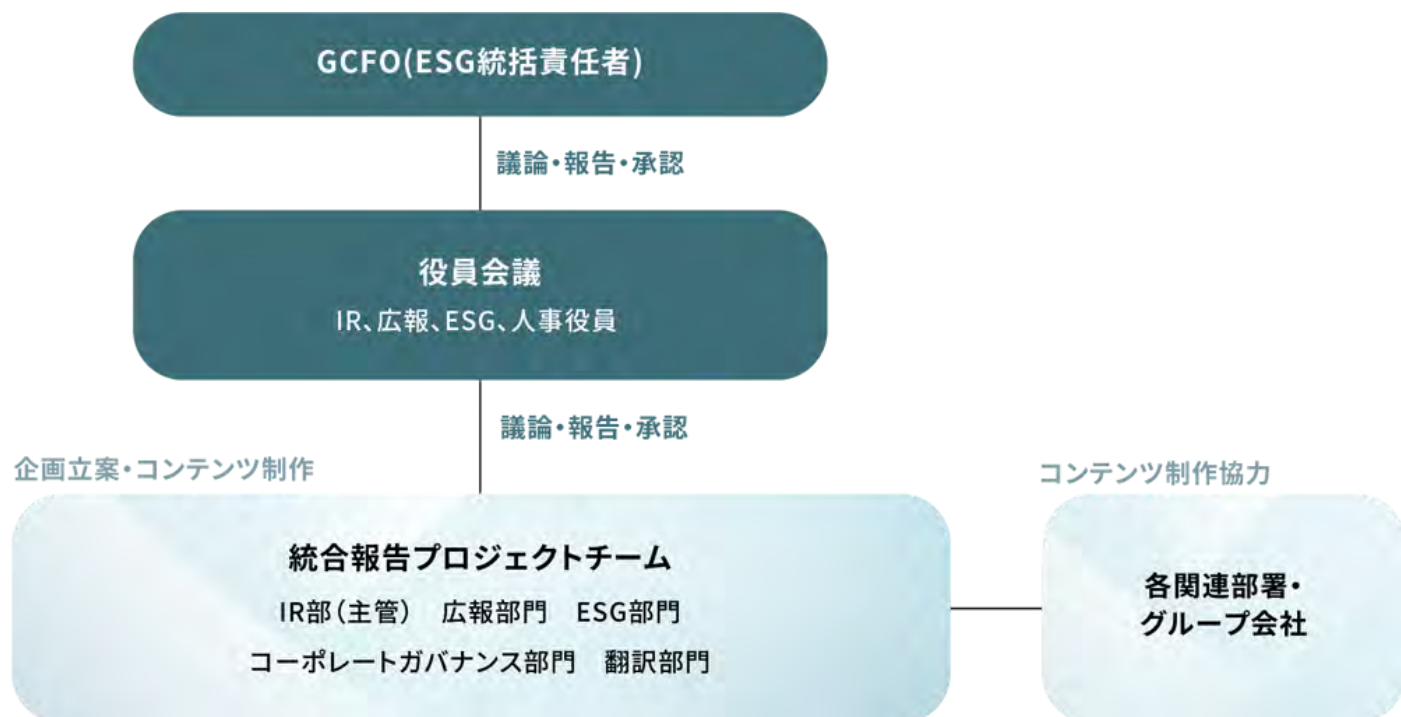 GCFO(ESG統括責任者)
議論・報告・承認
役員会議
IR、広報、ESG、人事役員
議論・報告・承認
企画立案・コンテンツ制作
統合報告プロジェクトチーム
IR部（主管）　広報部門　ESG部門
コーポレートガバナンス部門　翻訳部門
コンテンツ制作協力
各関連部署・
グループ会社